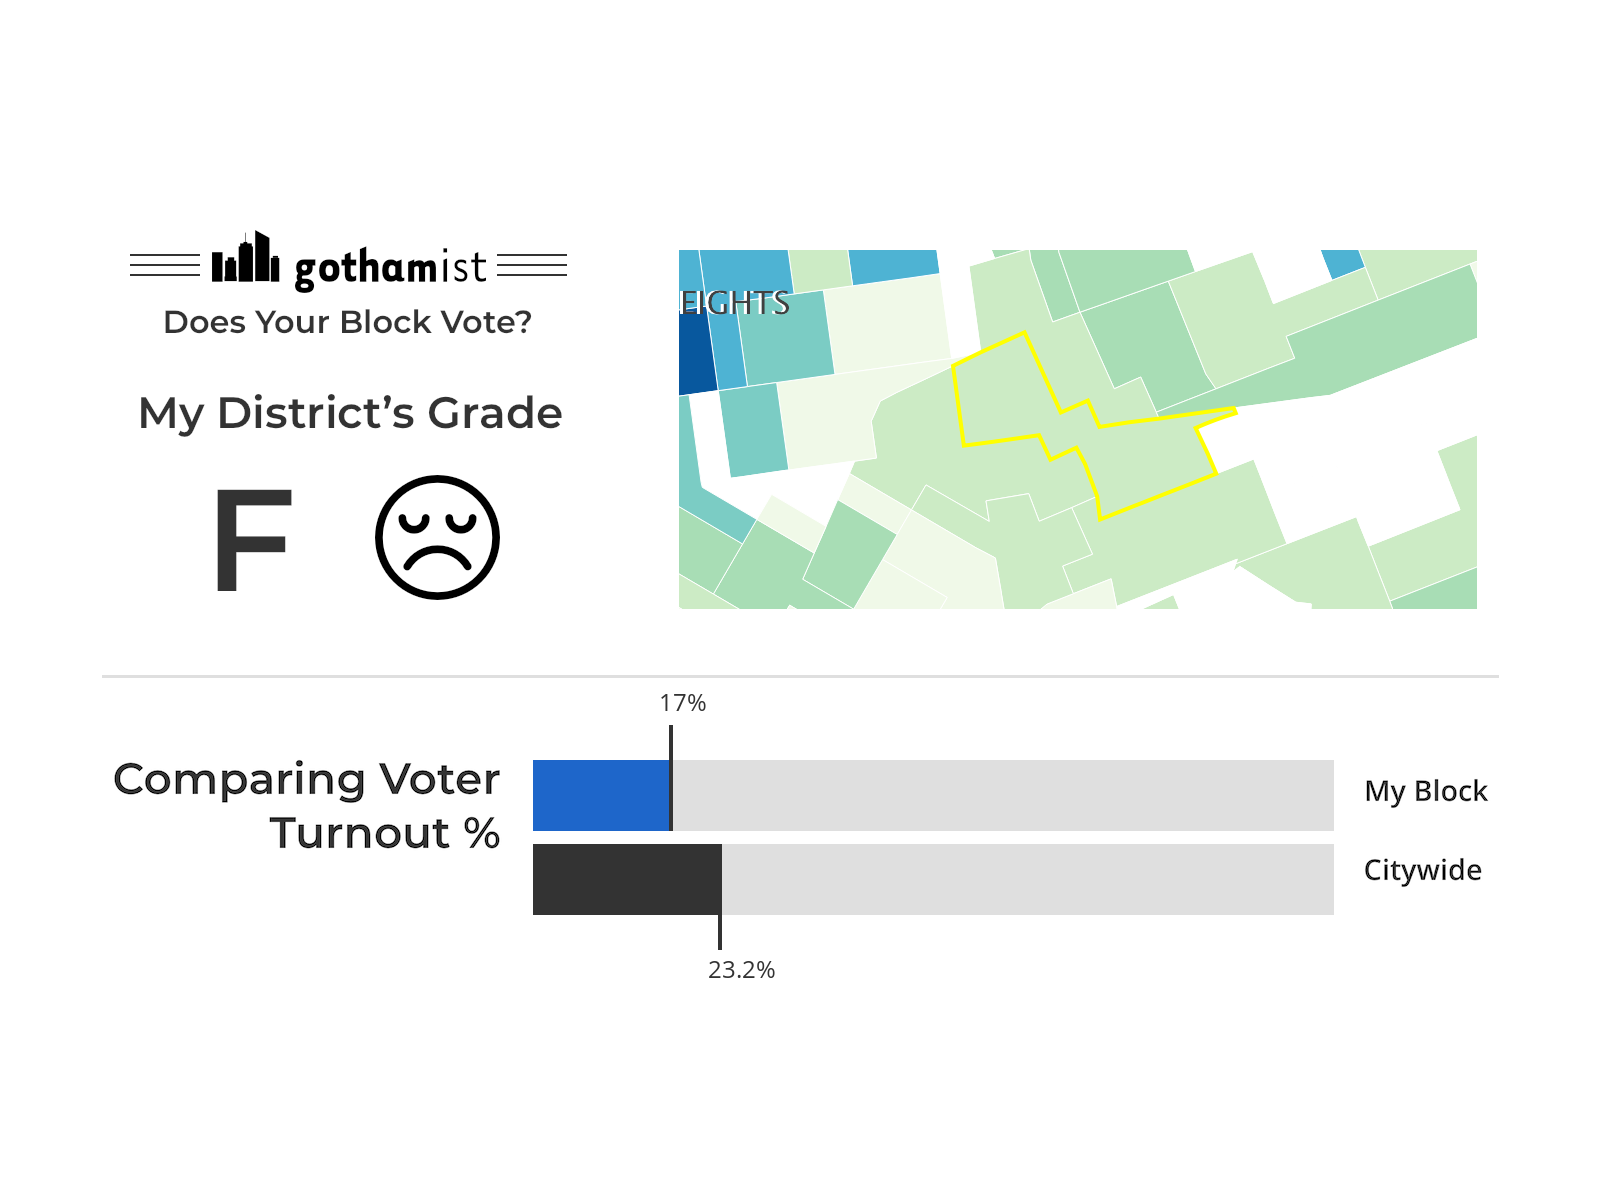 gothamist
Does Your Block Vote?
My District’s Grade
F
EIGHTS
17%
Comparing Voter
Turnout %
My Block
Citywide
23.2%